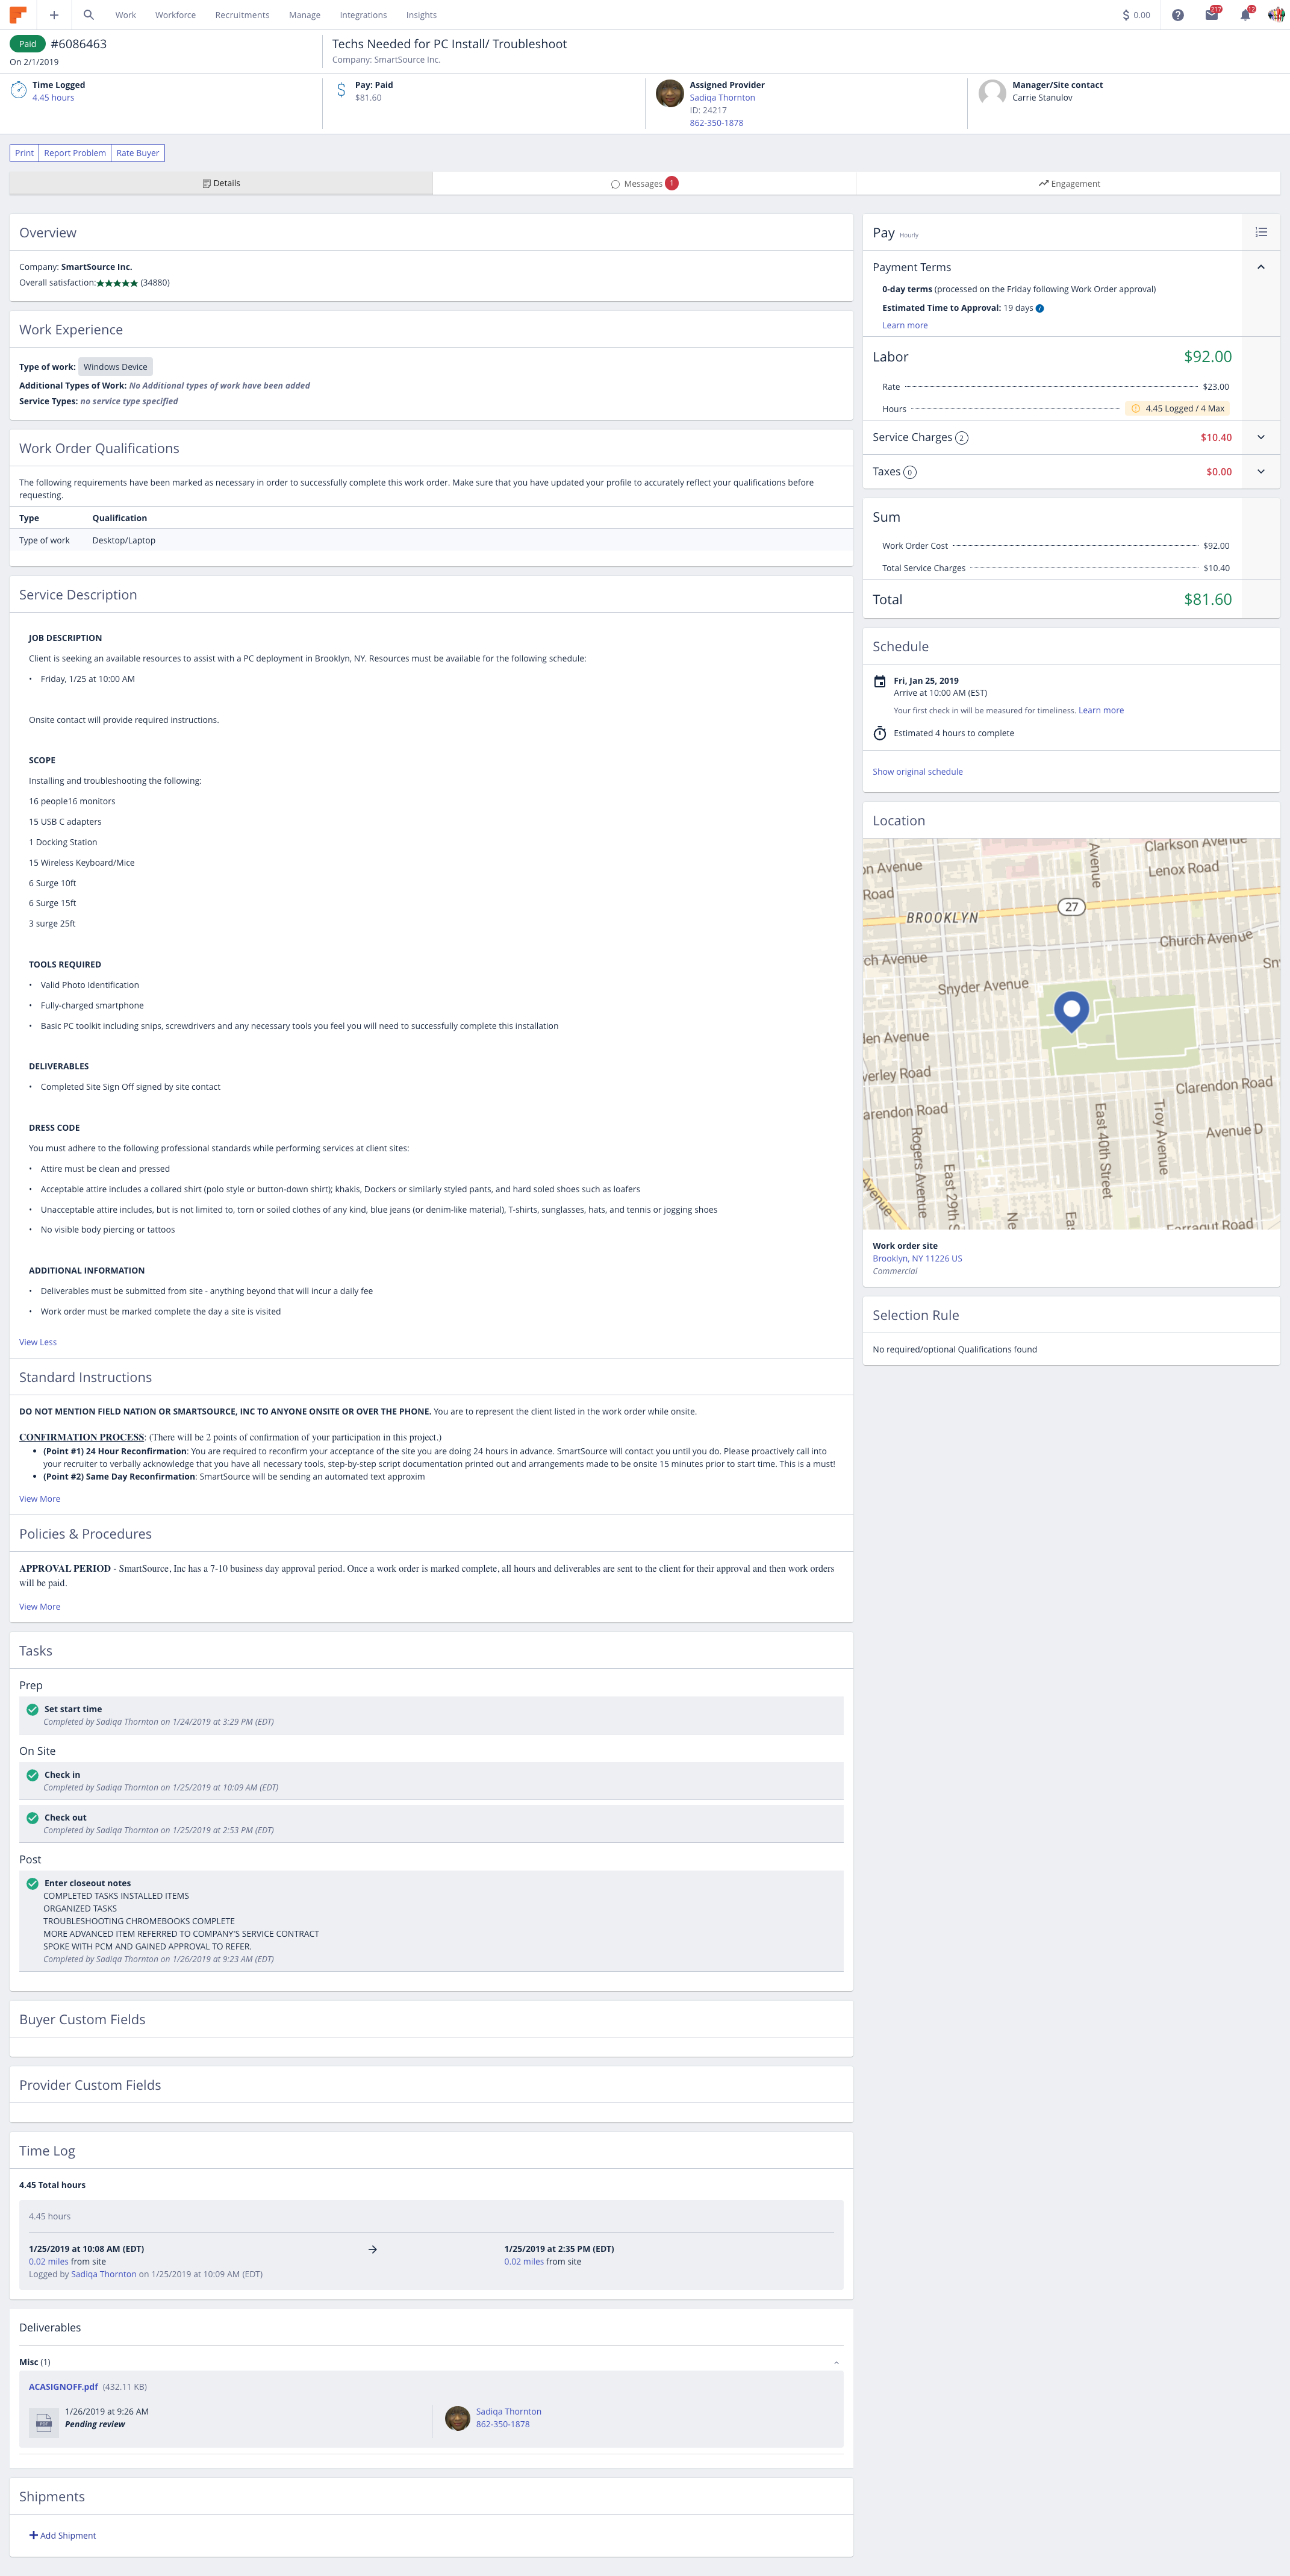 Work Workforce Recruitments Manage Integrations Insights $ 0.00 217 12
Paid #6086463
On 2/1/2019
Techs Needed for PC Install/ Troubleshoot
Company: SmartSource Inc.
Time Logged
4.45 hours
Pay: Paid
$81.60
Assigned Provider
Sadiqa Thornton
ID: 24217
862-350-1878
Manager/Site contact
Carrie Stanulov
Print Report Problem Rate Buyer
Details Messages 1 Engagement
Overview
Company: SmartSource Inc.
Overall satisfaction:★★★★★ (34880)
Work Experience
Type of work: Windows Device
Additional Types of Work: No Additional types of work have been added
Service Types: no service type specified
Work Order Qualifications
The following requirements have been marked as necessary in order to successfully complete this work order. Make sure that you have updated your profile to accurately reflect your qualifications before
requesting.
Type Qualification
Type of work Desktop/Laptop
Service Description
JOB DESCRIPTION
Client is seeking an available resources to assist with a PC deployment in Brooklyn, NY. Resources must be available for the following schedule:
• Friday, 1/25 at 10:00 AM
Onsite contact will provide required instructions.
SCOPE
Installing and troubleshooting the following:
16 people16 monitors
15 USB C adapters
1 Docking Station
15 Wireless Keyboard/Mice
6 Surge 10ft
6 Surge 15ft
3 surge 25ft
TOOLS REQUIRED
• Valid Photo Identification
• Fully-charged smartphone
• Basic PC toolkit including snips, screwdrivers and any necessary tools you feel you will need to successfully complete this installation
DELIVERABLES
• Completed Site Sign Off signed by site contact
DRESS CODE
You must adhere to the following professional standards while performing services at client sites:
• Attire must be clean and pressed
• Acceptable attire includes a collared shirt (polo style or button-down shirt); khakis, Dockers or similarly styled pants, and hard soled shoes such as loafers
• Unacceptable attire includes, but is not limited to, torn or soiled clothes of any kind, blue jeans (or denim-like material), T-shirts, sunglasses, hats, and tennis or jogging shoes
• No visible body piercing or tattoos
ADDITIONAL INFORMATION
• Deliverables must be submitted from site - anything beyond that will incur a daily fee
• Work order must be marked complete the day a site is visited
View Less
Standard Instructions
DO NOT MENTION FIELD NATION OR SMARTSOURCE, INC TO ANYONE ONSITE OR OVER THE PHONE. You are to represent the client listed in the work order while onsite.
CONFIRMATION PROCESS: (There will be 2 points of confirmation of your participation in this project.)
• (Point #1) 24 Hour Reconfirmation: You are required to reconfirm your acceptance of the site you are doing 24 hours in advance. SmartSource will contact you until you do. Please proactively call into
your recruiter to verbally acknowledge that you have all necessary tools, step-by-step script documentation printed out and arrangements made to be onsite 15 minutes prior to start time. This is a must!
• (Point #2) Same Day Reconfirmation: SmartSource will be sending an automated text approxim
View More
Policies & Procedures
APPROVAL PERIOD - SmartSource, Inc has a 7-10 business day approval period. Once a work order is marked complete, all hours and deliverables are sent to the client for their approval and then work orders
will be paid.
View More
Tasks
Prep
Set start time
Completed by Sadiqa Thornton on 1/24/2019 at 3:29 PM (EDT)
On Site
Check in
Completed by Sadiqa Thornton on 1/25/2019 at 10:09 AM (EDT)
Check out
Completed by Sadiqa Thornton on 1/25/2019 at 2:53 PM (EDT)
Post
Enter closeout notes
COMPLETED TASKS INSTALLED ITEMS
ORGANIZED TASKS
TROUBLESHOOTING CHROMEBOOKS COMPLETE
MORE ADVANCED ITEM REFERRED TO COMPANY'S SERVICE CONTRACT
SPOKE WITH PCM AND GAINED APPROVAL TO REFER.
Completed by Sadiqa Thornton on 1/26/2019 at 9:23 AM (EDT)
Buyer Custom Fields
Provider Custom Fields
Time Log
4.45 Total hours
4.45 hours
1/25/2019 at 10:08 AM (EDT) → 1/25/2019 at 2:35 PM (EDT)
0.02 miles from site 0.02 miles from site
Logged by Sadiqa Thornton on 1/25/2019 at 10:09 AM (EDT)
Deliverables
Misc (1)
ACASIGNOFF.pdf (432.11 KB)
1/26/2019 at 9:26 AM
Pending review
Sadiqa Thornton
862-350-1878
Shipments
+ Add Shipment
Pay Hourly
Payment Terms
0-day terms (processed on the Friday following Work Order approval)
Estimated Time to Approval: 19 days
Learn more
Labor $92.00
Rate $23.00
Hours 4.45 Logged / 4 Max
Service Charges 2 $10.40
Taxes 0 $0.00
Sum
Work Order Cost $92.00
Total Service Charges $10.40
Total $81.60
Schedule
Fri, Jan 25, 2019
Arrive at 10:00 AM (EST)
Your first check in will be measured for timeliness. Learn more
Estimated 4 hours to complete
Show original schedule
Location
Clarkson Avenue
Avenue
Lenox Road
on Avenue
Road
27
BROOKLYN
Church Avenue
ch Avenue
Sny
Snyder Avenue
den Avenue
verley Road
Clarendon Road
arendon Road
Troy Avenue
East 40th Street
Avenue D
Rogers Avenue
East 29th S
Avenue
Ne
Eas
Farragut Road
Work order site
Brooklyn, NY 11226 US
Commercial
Selection Rule
No required/optional Qualifications found